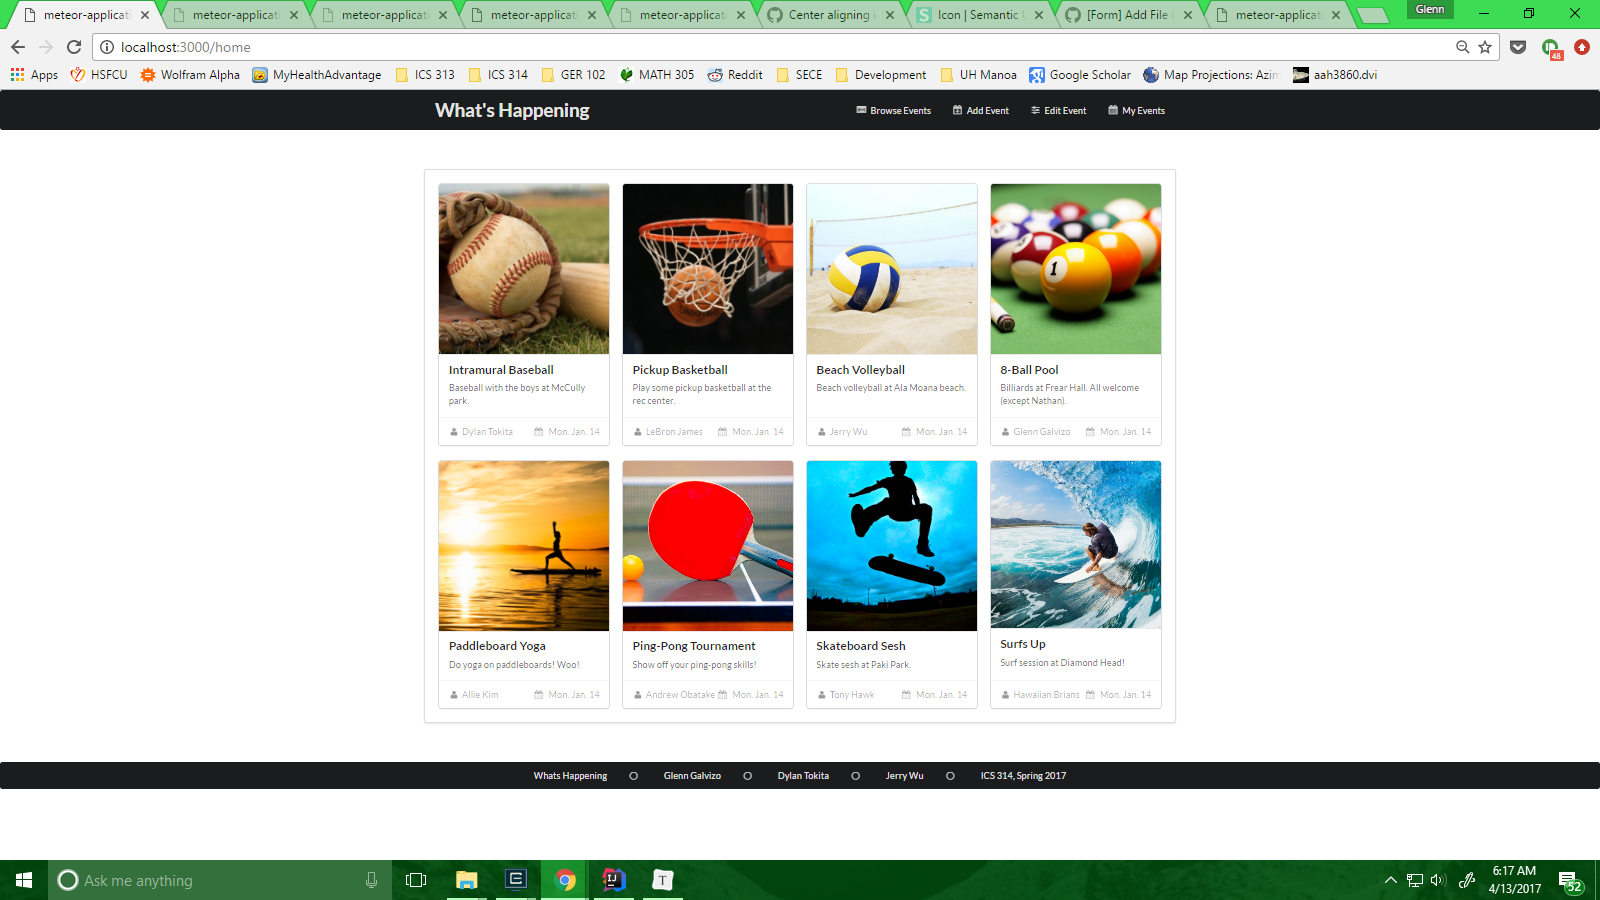 meteor-applicati
meteor-applicati
meteor-applicati
meteor-applicati
meteor-applicati
Center aligning
Icon | Semantic
[Form] Add File
meteor-applicati
Glenn
localhost:3000/home
48
Apps
HSFCU
Wolfram Alpha
MyHealthAdvantage
ICS 313
ICS 314
GER 102
MATH 305
Reddit
SECE
Development
UH Manoa
Google Scholar
Map Projections: Azim
aah3860.dvi
What's Happening
Browse Events
Add Event
Edit Event
My Events
1
Intramural Baseball
Baseball with the boys at McCully
park.
Dylan Tokita
Mon. Jan. 14
Pickup Basketball
Play some pickup basketball at the
rec center.
LeBron James
Mon. Jan. 14
Beach Volleyball
Beach volleyball at Ala Moana beach.
Jerry Wu
Mon. Jan. 14
8-Ball Pool
Billiards at Frear Hall. All welcome
(except Nathan).
Glenn Galvizo
Mon. Jan. 14
Paddleboard Yoga
Do yoga on paddleboards! Woo!
Allie Kim
Mon. Jan. 14
Ping-Pong Tournament
Show off your ping-pong skills!
Andrew Obatake
Mon. Jan. 14
Skateboard Sesh
Skate sesh at Paki Park.
Tony Hawk
Mon. Jan. 14
Surfs Up
Surf session at Diamond Head!
Hawaiian Brians
Mon. Jan. 14
Whats Happening
Glenn Galvizo
Dylan Tokita
Jerry Wu
ICS 314, Spring 2017
Ask me anything
6:17 AM
4/13/2017
52